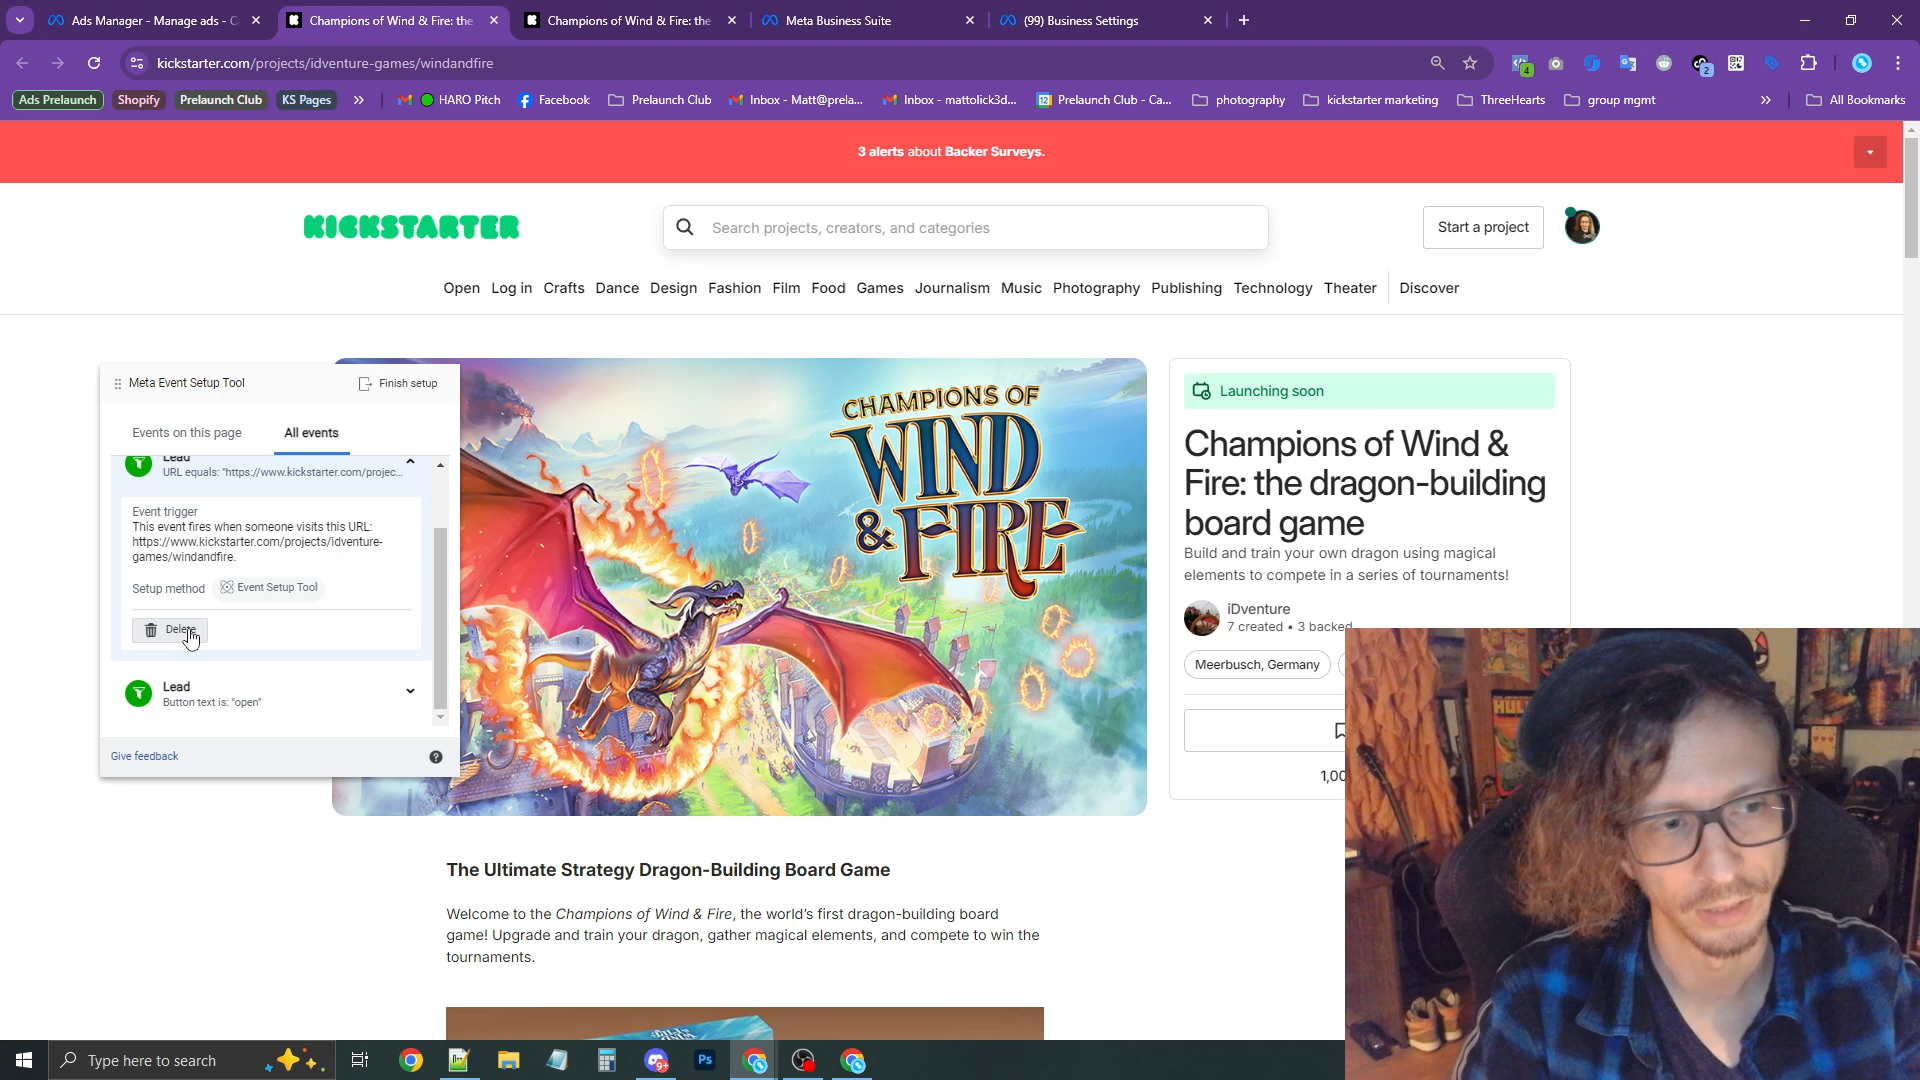 Ads Manager - Manage ads - C
Champions of Wind & Fire: the
Champions of Wind & Fire: the
Meta Business Suite
(99) Business Settings
kickstarter.com/projects/idventure-games/windandfire
4
2
Ads Prelaunch
Shopify
Prelaunch Club
KS Pages
HARO Pitch
Facebook
Prelaunch Club
Inbox - Matt@prela...
Inbox - mattolick3d...
12
Prelaunch Club - Ca...
photography
kickstarter marketing
ThreeHearts
group mgmt
All Bookmarks
3 alerts about Backer Surveys.
KICKSTARTER
Search projects, creators, and categories
Start a project
Open Log in Crafts Dance Design Fashion Film Food Games Journalism Music Photography Publishing Technology Theater Discover
Meta Event Setup Tool
Finish setup
Events on this page
All events
Lead
URL equals: "https://www.kickstarter.com/projec...
Event trigger
This event fires when someone visits this URL:
https://www.kickstarter.com/projects/idventure-
games/windandfire.
Setup method
Event Setup Tool
Delete
Lead
Button text is: "open"
Give feedback
?
CHAMPIONS OF
WIND
& FIRE
Launching soon
Champions of Wind &
Fire: the dragon-building
board game
Build and train your own dragon using magical
elements to compete in a series of tournaments!
iDventure
7 created • 3 backed
Meerbusch, Germany
1,00
The Ultimate Strategy Dragon-Building Board Game
Welcome to the Champions of Wind & Fire, the world's first dragon-building board
game! Upgrade and train your dragon, gather magical elements, and compete to win the
tournaments.
Type here to search
9+
Ps